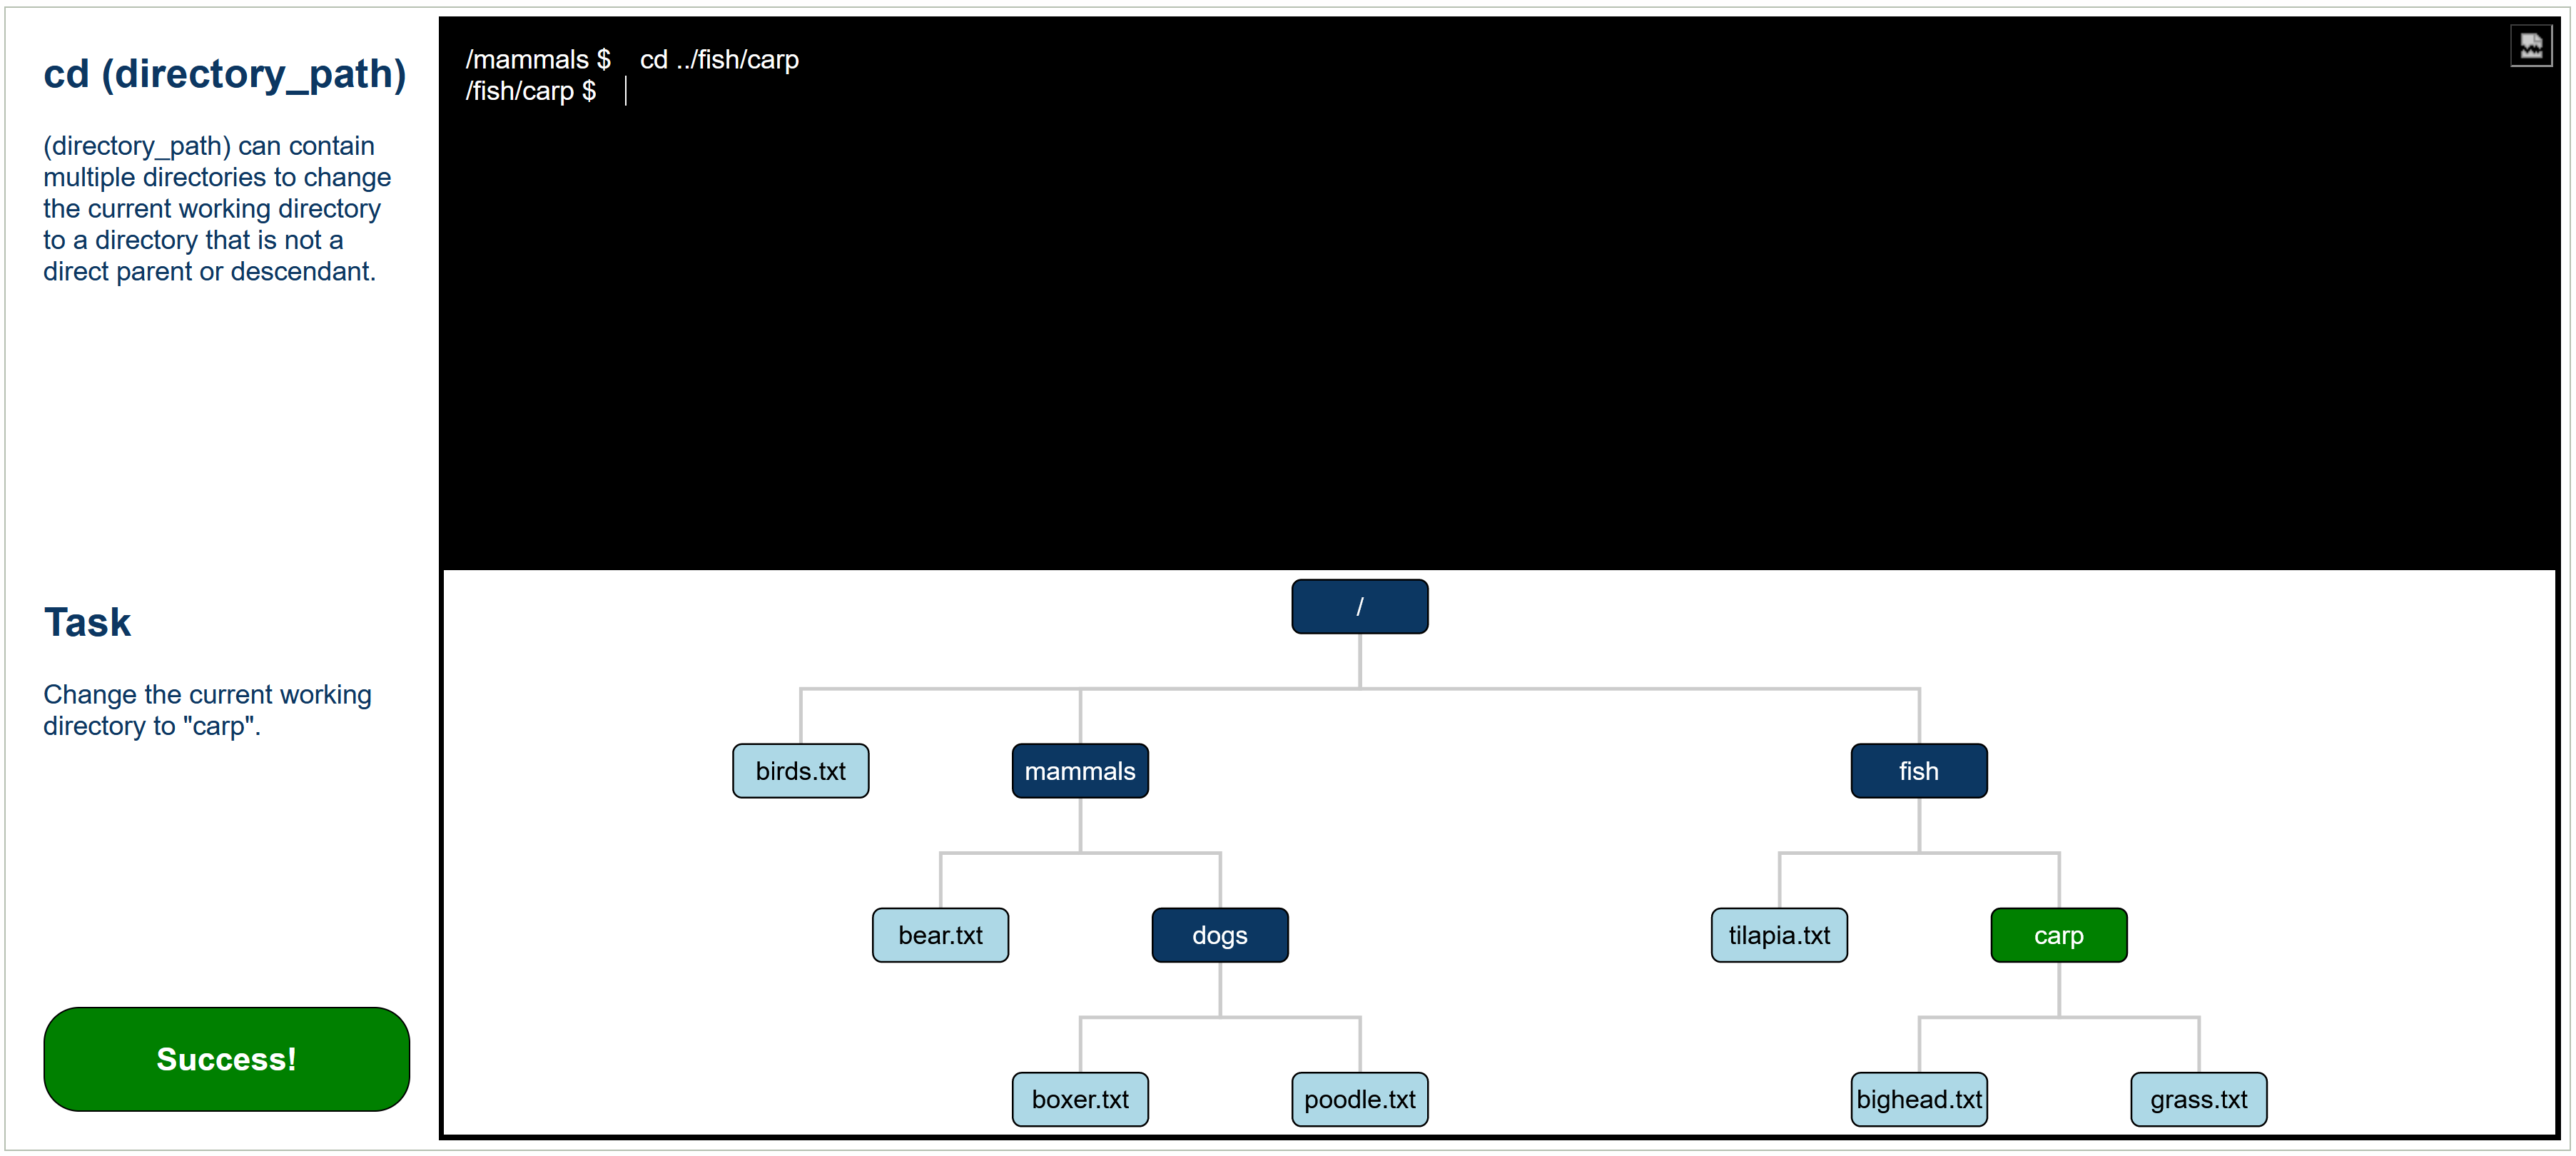 cd (directory_path)
(directory_path) can contain
multiple directories to change
the current working directory
to a directory that is not a
direct parent or descendant.
Task
Change the current working
directory to "carp".
Success!
/mammals $ cd ../fish/carp
/fish/carp $
/
birds.txt mammals fish
bear.txt dogs tilapia.txt carp
boxer.txt poodle.txt bighead.txt grass.txt